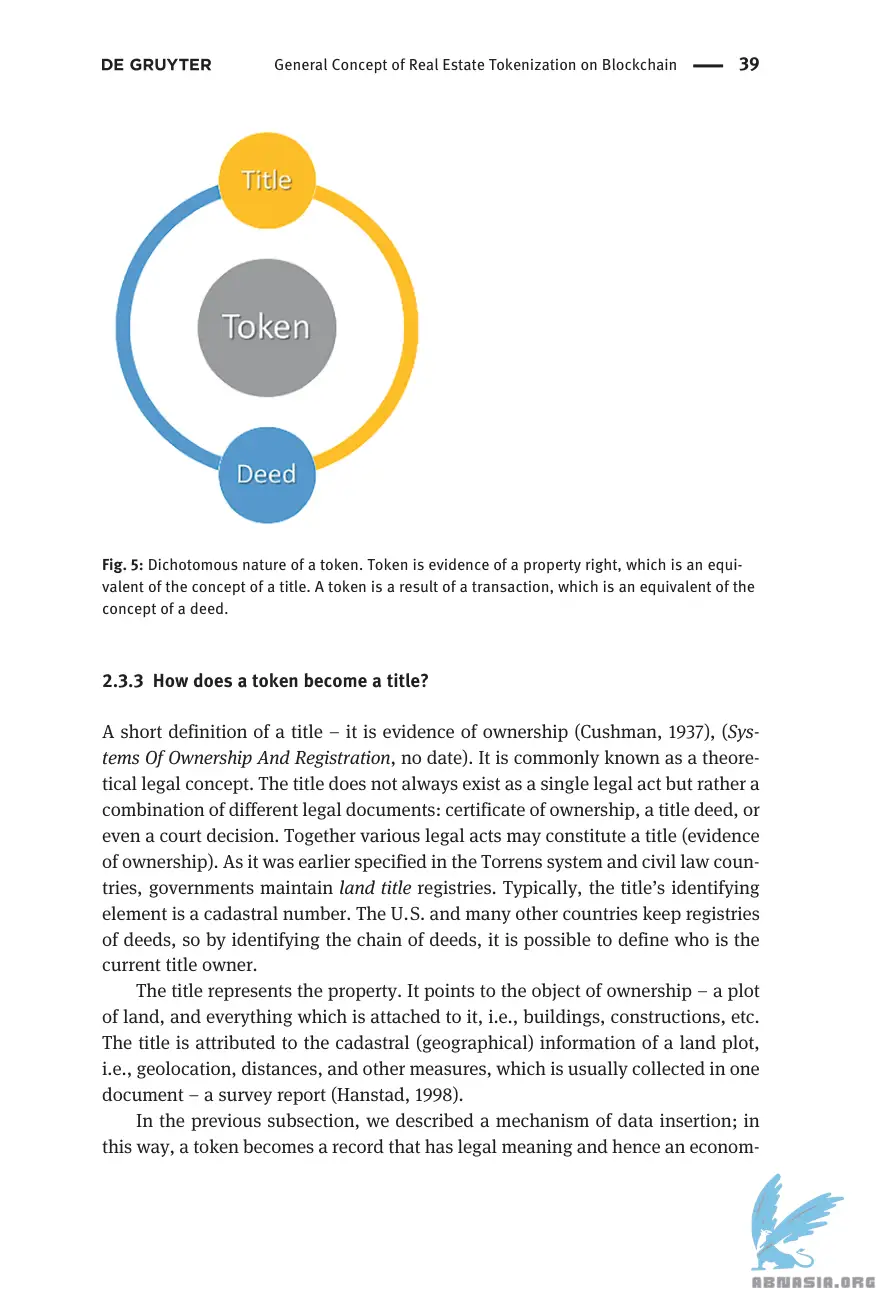 DE GRUYTER General Concept of Real Estate Tokenization on Blockchain — 39
Title
Token
Deed
Fig. 5: Dichotomous nature of a token. Token is evidence of a property right, which is an equi-
valent of the concept of a title. A token is a result of a transaction, which is an equivalent of the
concept of a deed.
2.3.3 How does a token become a title?
A short definition of a title – it is evidence of ownership (Cushman, 1937), (Sys-
tems Of Ownership And Registration, no date). It is commonly known as a theore-
tical legal concept. The title does not always exist as a single legal act but rather a
combination of different legal documents: certificate of ownership, a title deed, or
even a court decision. Together various legal acts may constitute a title (evidence
of ownership). As it was earlier specified in the Torrens system and civil law coun-
tries, governments maintain land title registries. Typically, the title’s identifying
element is a cadastral number. The U.S. and many other countries keep registries
of deeds, so by identifying the chain of deeds, it is possible to define who is the
current title owner.
The title represents the property. It points to the object of ownership – a plot
of land, and everything which is attached to it, i.e., buildings, constructions, etc.
The title is attributed to the cadastral (geographical) information of a land plot,
i.e., geolocation, distances, and other measures, which is usually collected in one
document – a survey report (Hanstad, 1998).
In the previous subsection, we described a mechanism of data insertion; in
this way, a token becomes a record that has legal meaning and hence an econom-
ABNASIA.ORG